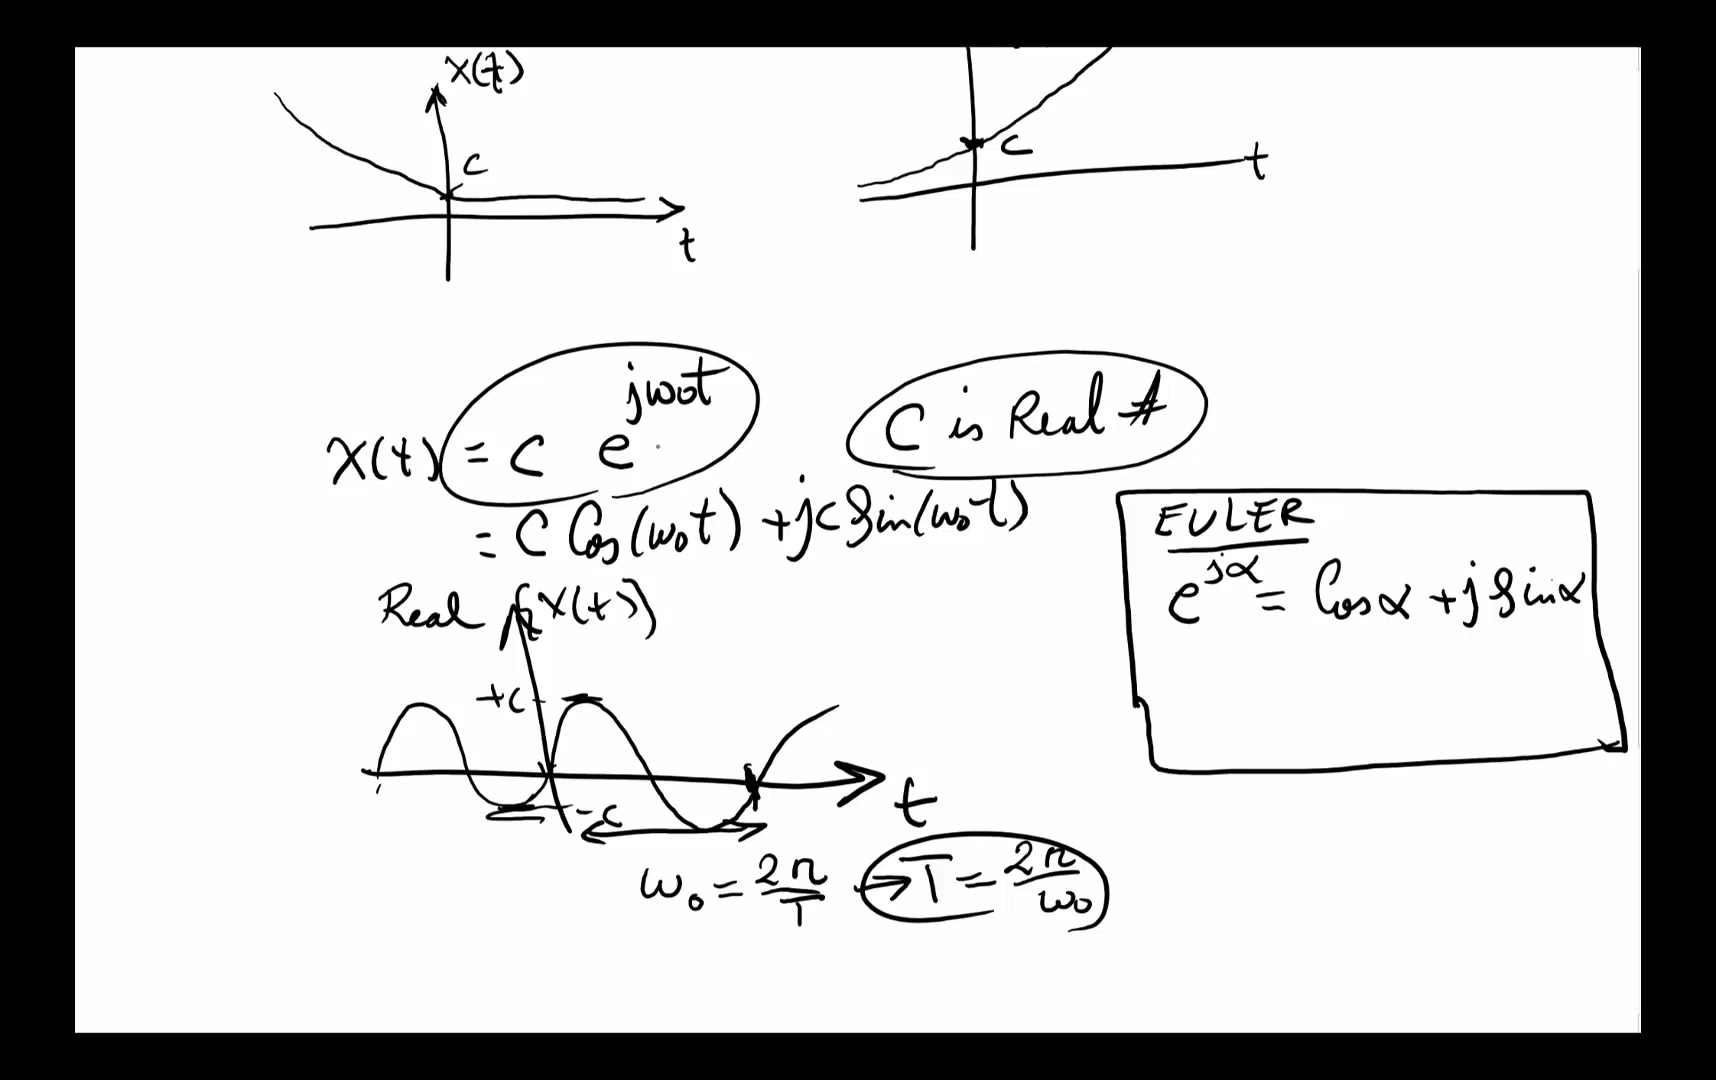 x(t)
c
t
c
t
x(t) = c e^{jω₀t}
C is Real #
= C Cos(ω₀t) + jC Sin(ω₀t)
EULER
e^{jα} = Cosα + j Sinα
Real {x(t)}
+c
-c
t
ω₀ = 2π/T → T = 2π/ω₀